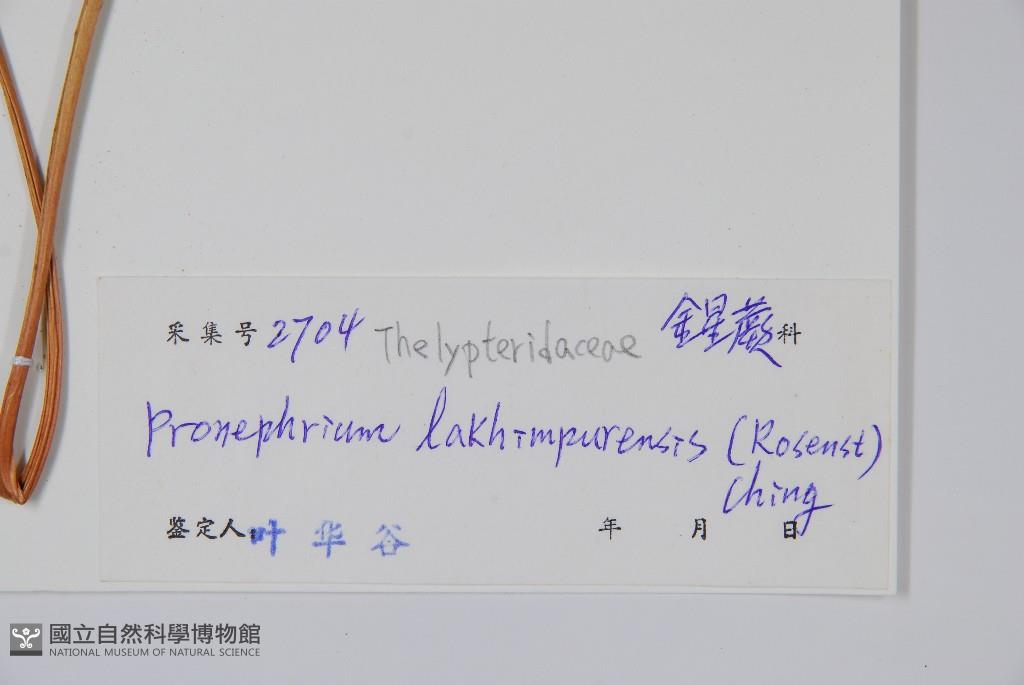 采集号 2704 Thelypteridaceae 金星蕨科
Pronephrium lakhimpurensis (Rosenst)
Ching
鉴定人: 叶华谷 年 月 日
國立自然科學博物館
NATIONAL MUSEUM OF NATURAL SCIENCE